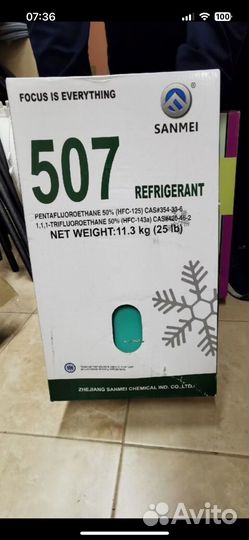 07:36
FOCUS IS EVERYTHING
SANMEI
507
REFRIGERANT
PENTAFLUOROETHANE 50% (HFC-125) CAS#354-33-6
1,1,1-TRIFLUOROETHANE 50% (HFC-143a) CAS#420-46-2
NET WEIGHT:11.3 kg (25 lb)
ZHEJIANG SANMEI CHEMICAL IND. CO.,LTD.
Avito